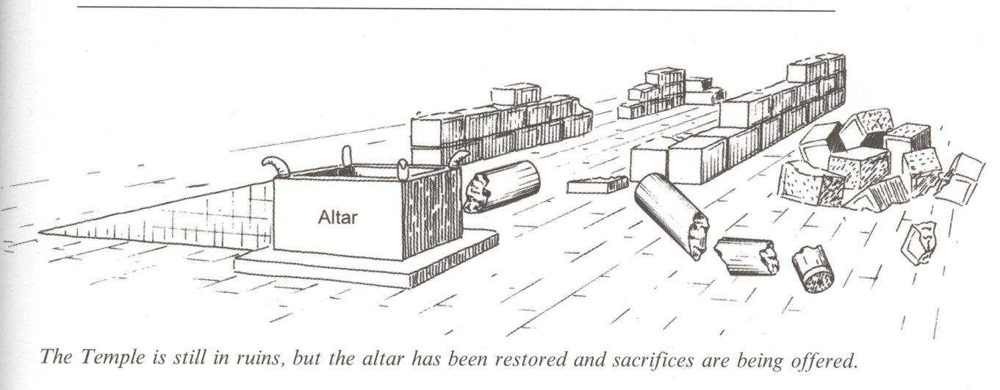 Altar
The Temple is still in ruins, but the altar has been restored and sacrifices are being offered.